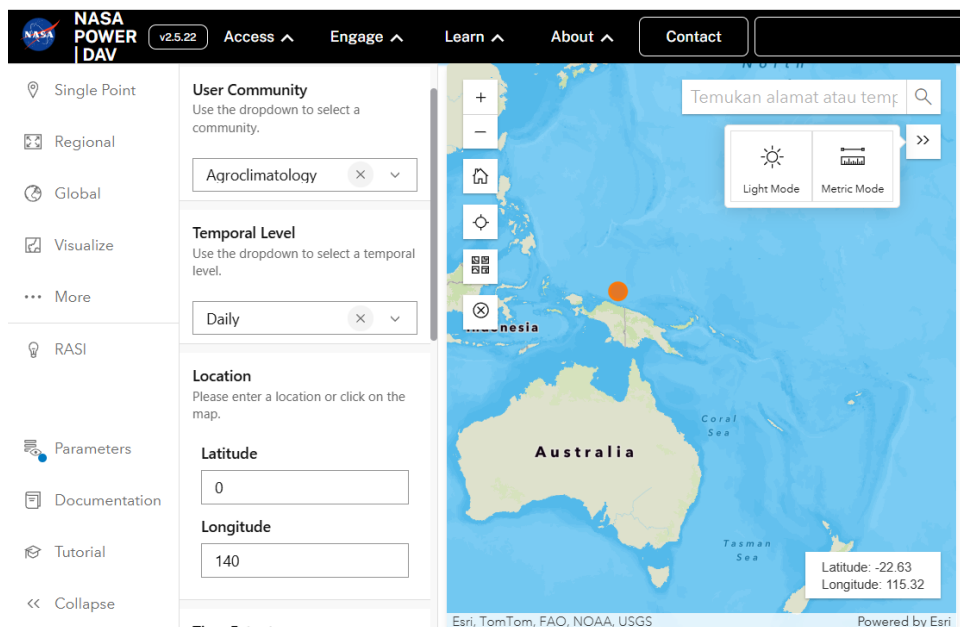 NASA
NASA
POWER
| DAV
v2.5.22
Access
Engage
Learn
About
Contact
Single Point
Regional
Global
Visualize
More
RASI
Parameters
Documentation
Tutorial
Collapse
User Community
Use the dropdown to select a
community.
Agroclimatology
Temporal Level
Use the dropdown to select a temporal
level.
Daily
Location
Please enter a location or click on the
map.
Latitude
0
Longitude
140
North
Temukan alamat atau temp
Light Mode
Metric Mode
Indonesia
Coral
Sea
Australia
Tasman
Sea
Latitude: -22.63
Longitude: 115.32
Esri, TomTom, FAO, NOAA, USGS
Powered by Esri